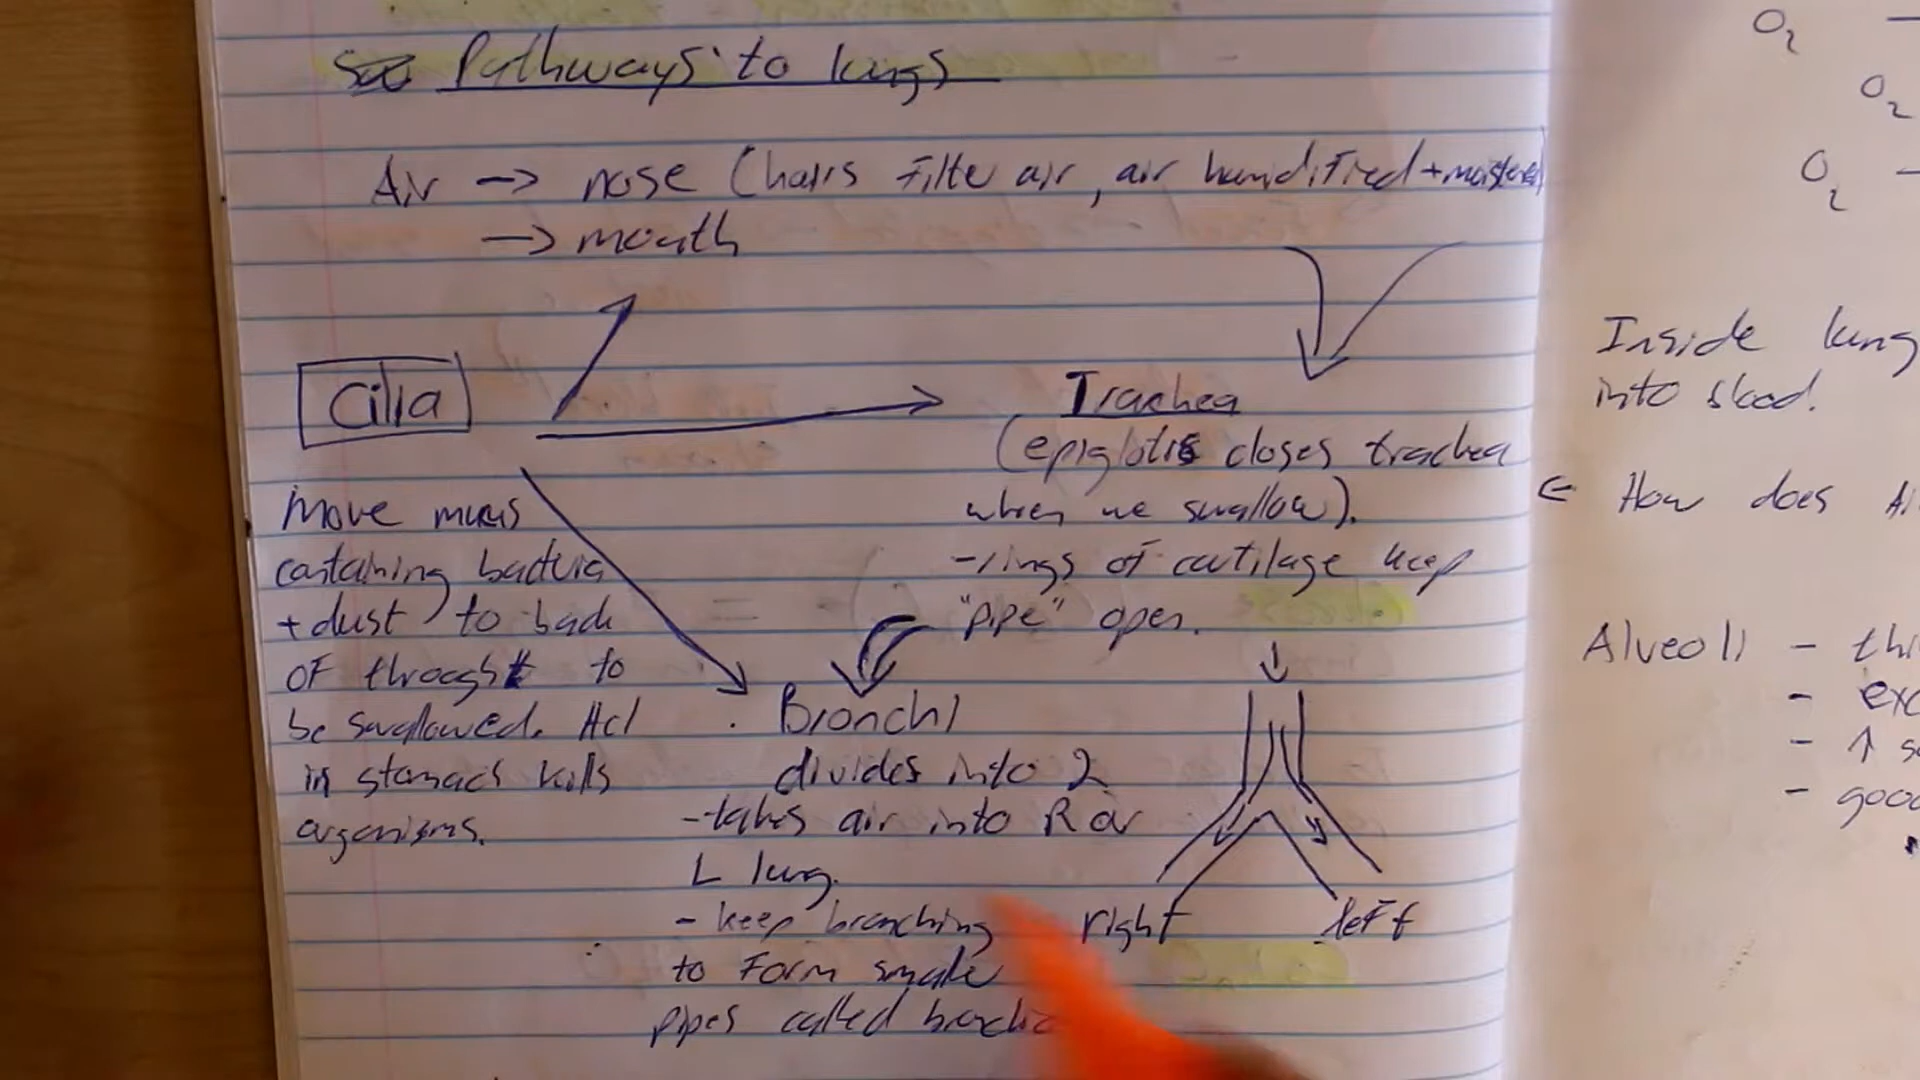 Pathways to lungs
Air → nose (hairs filter air, air humidified + moistened)
→ mouth
Cilia
move mucus
containing bacteria
+ dust to back
of throat to
be swallowed. HCl
in stomach kills
organisms.
Trachea
(epiglotis closes trachea
when we swallow).
- rings of cartilage keep
"pipe" open.
Bronchi
divides into 2
- takes air into R or
L lung.
- keep branching
to form smaller
pipes called
right left
O2
O2
O2
Inside lung
into blood.
← How does
Alveoli -
-
- ↑
-